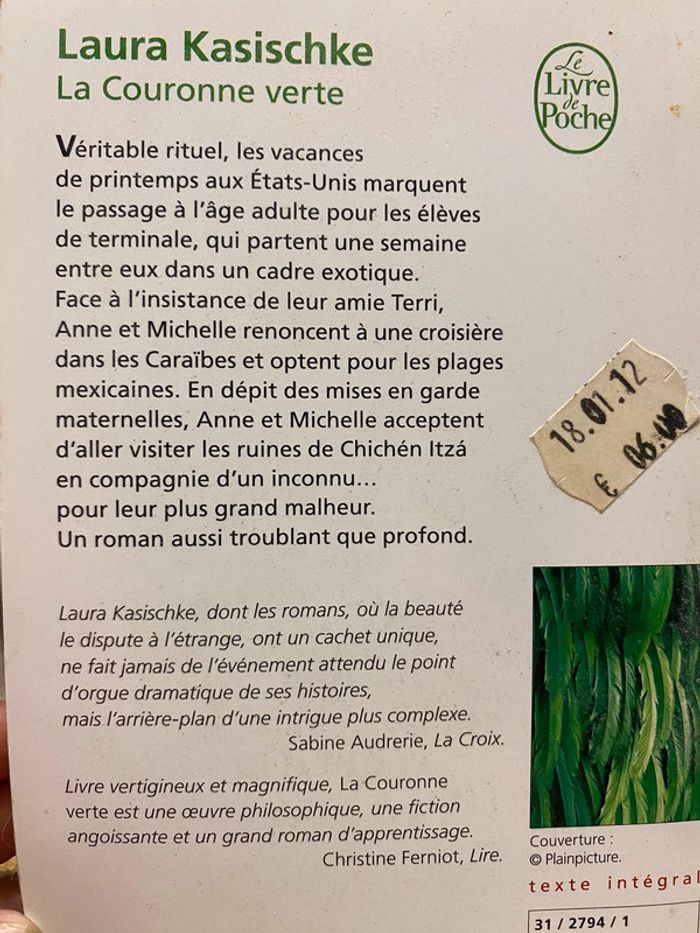 Laura Kasischke
La Couronne verte
Le
Livre
de
Poche
Véritable rituel, les vacances
de printemps aux États-Unis marquent
le passage à l'âge adulte pour les élèves
de terminale, qui partent une semaine
entre eux dans un cadre exotique.
Face à l'insistance de leur amie Terri,
Anne et Michelle renoncent à une croisière
dans les Caraïbes et optent pour les plages
mexicaines. En dépit des mises en garde
maternelles, Anne et Michelle acceptent
d'aller visiter les ruines de Chichén Itzá
en compagnie d'un inconnu...
pour leur plus grand malheur.
Un roman aussi troublant que profond.
18.01.12
€ 06.00
Laura Kasischke, dont les romans, où la beauté
le dispute à l'étrange, ont un cachet unique,
ne fait jamais de l'événement attendu le point
d'orgue dramatique de ses histoires,
mais l'arrière-plan d'une intrigue plus complexe.
Sabine Audrerie, La Croix.
Livre vertigineux et magnifique, La Couronne
verte est une œuvre philosophique, une fiction
angoissante et un grand roman d'apprentissage.
Christine Ferniot, Lire.
Couverture :
© Plainpicture.
texte intégral
31 / 2794 / 1